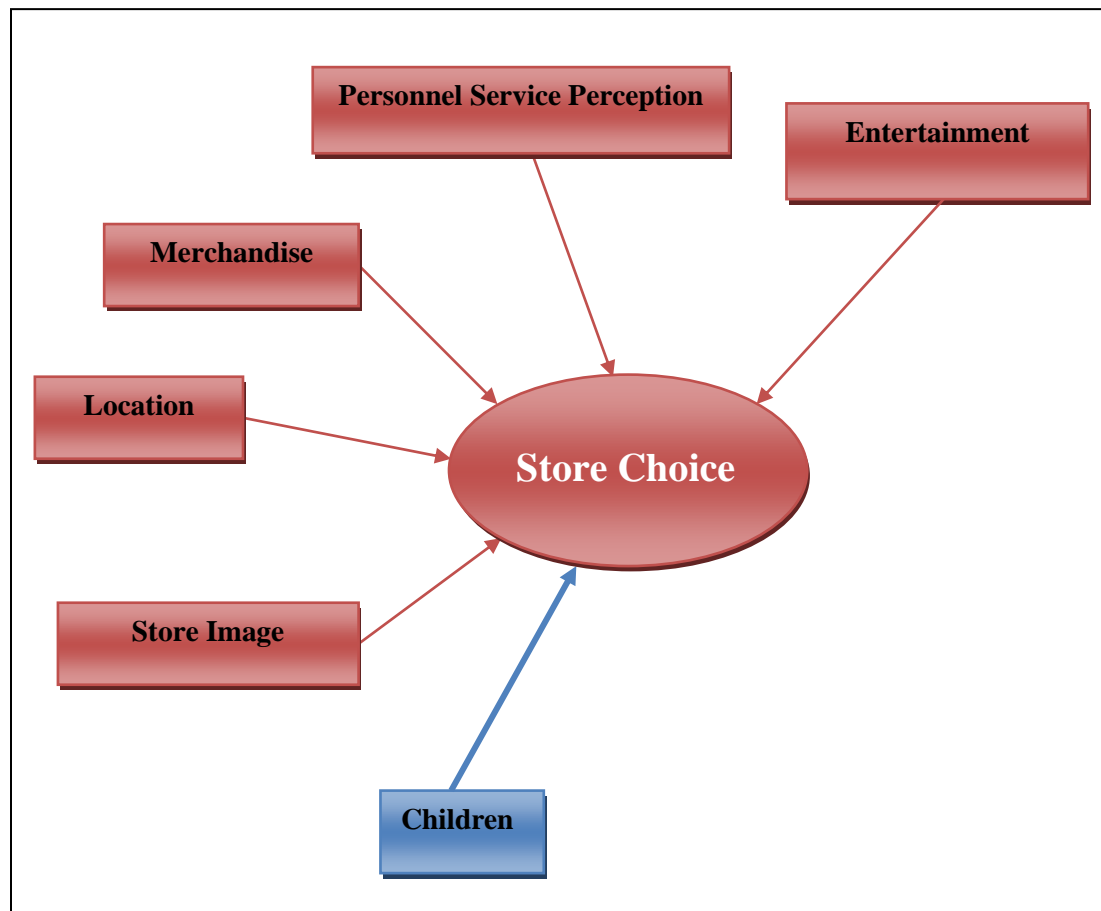 Personnel Service Perception
Entertainment
Merchandise
Location
Store Choice
Store Image
Children